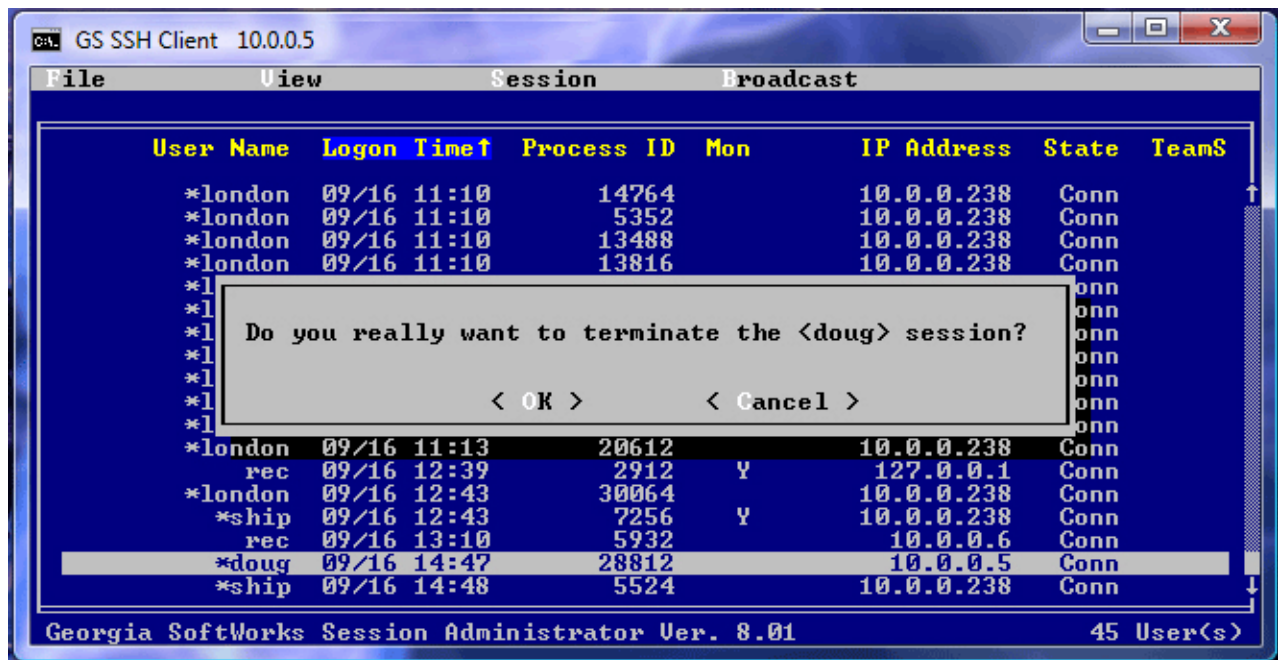 GS SSH Client 10.0.0.5
File View Session Broadcast
User Name Logon Time↑ Process ID Mon IP Address State TeamS
*london 09/16 11:10 14764 10.0.0.238 Conn
*london 09/16 11:10 5352 10.0.0.238 Conn
*london 09/16 11:10 13488 10.0.0.238 Conn
*london 09/16 11:10 13816 10.0.0.238 Conn
*l onn
*l onn
Do you really want to terminate the <doug> session?
*l onn
*l onn
*l onn
< OK > < Cancel >
*l onn
*l onn
*london 09/16 11:13 20612 10.0.0.238 Conn
rec 09/16 12:39 2912 Y 127.0.0.1 Conn
*london 09/16 12:43 30064 10.0.0.238 Conn
*ship 09/16 12:43 7256 Y 10.0.0.238 Conn
rec 09/16 13:10 5932 10.0.0.6 Conn
*doug 09/16 14:47 28812 10.0.0.5 Conn
*ship 09/16 14:48 5524 10.0.0.238 Conn
Georgia SoftWorks Session Administrator Ver. 8.01 45 User(s)